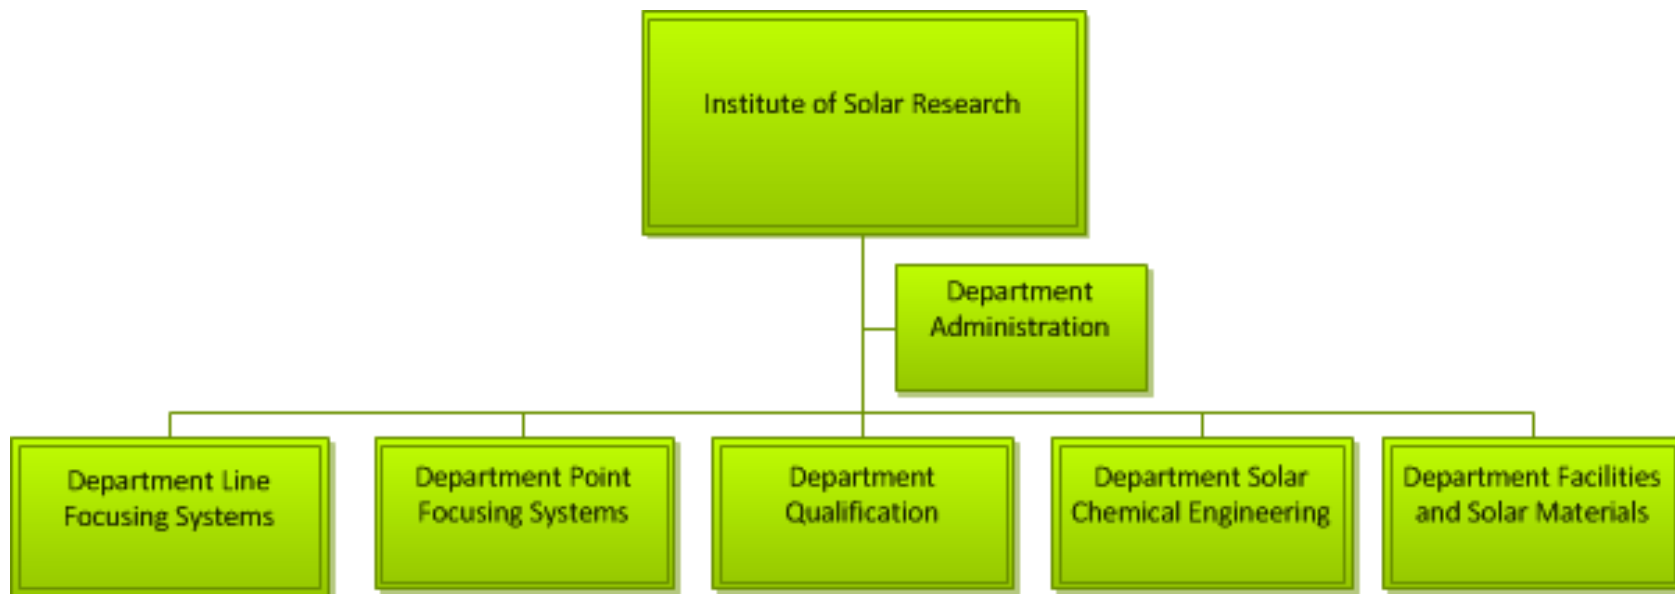 Institute of Solar Research
Department
Administration
Department Line
Focusing Systems
Department Point
Focusing Systems
Department
Qualification
Department Solar
Chemical Engineering
Department Facilities
and Solar Materials